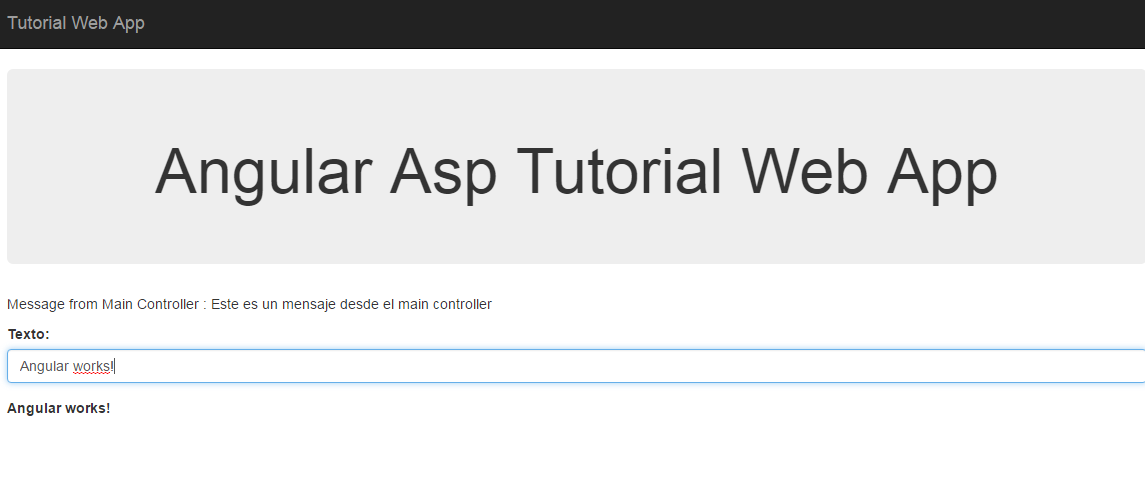 Tutorial Web App
Angular Asp Tutorial Web App
Message from Main Controller : Este es un mensaje desde el main controller
Texto:
Angular works!
Angular works!